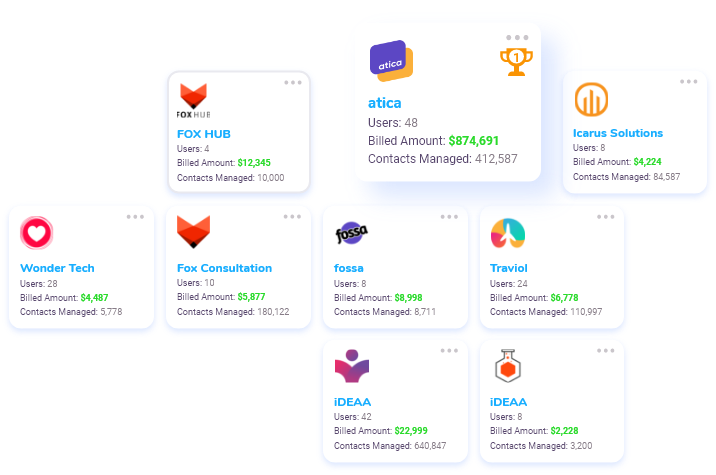 FOX HUB
FOX HUB
Users: 4
Billed Amount: $12,345
Contacts Managed: 10,000
atica
1
atica
Users: 48
Billed Amount: $874,691
Contacts Managed: 412,587
Icarus Solutions
Users: 8
Billed Amount: $4,224
Contacts Managed: 84,587
Wonder Tech
Users: 28
Billed Amount: $4,487
Contacts Managed: 5,778
Fox Consultation
Users: 10
Billed Amount: $5,877
Contacts Managed: 180,122
fossa
fossa
Users: 8
Billed Amount: $8,998
Contacts Managed: 8,711
Traviol
Users: 24
Billed Amount: $6,778
Contacts Managed: 110,997
iDEAA
Users: 42
Billed Amount: $22,999
Contacts Managed: 640,847
iDEAA
Users: 8
Billed Amount: $2,228
Contacts Managed: 3,200